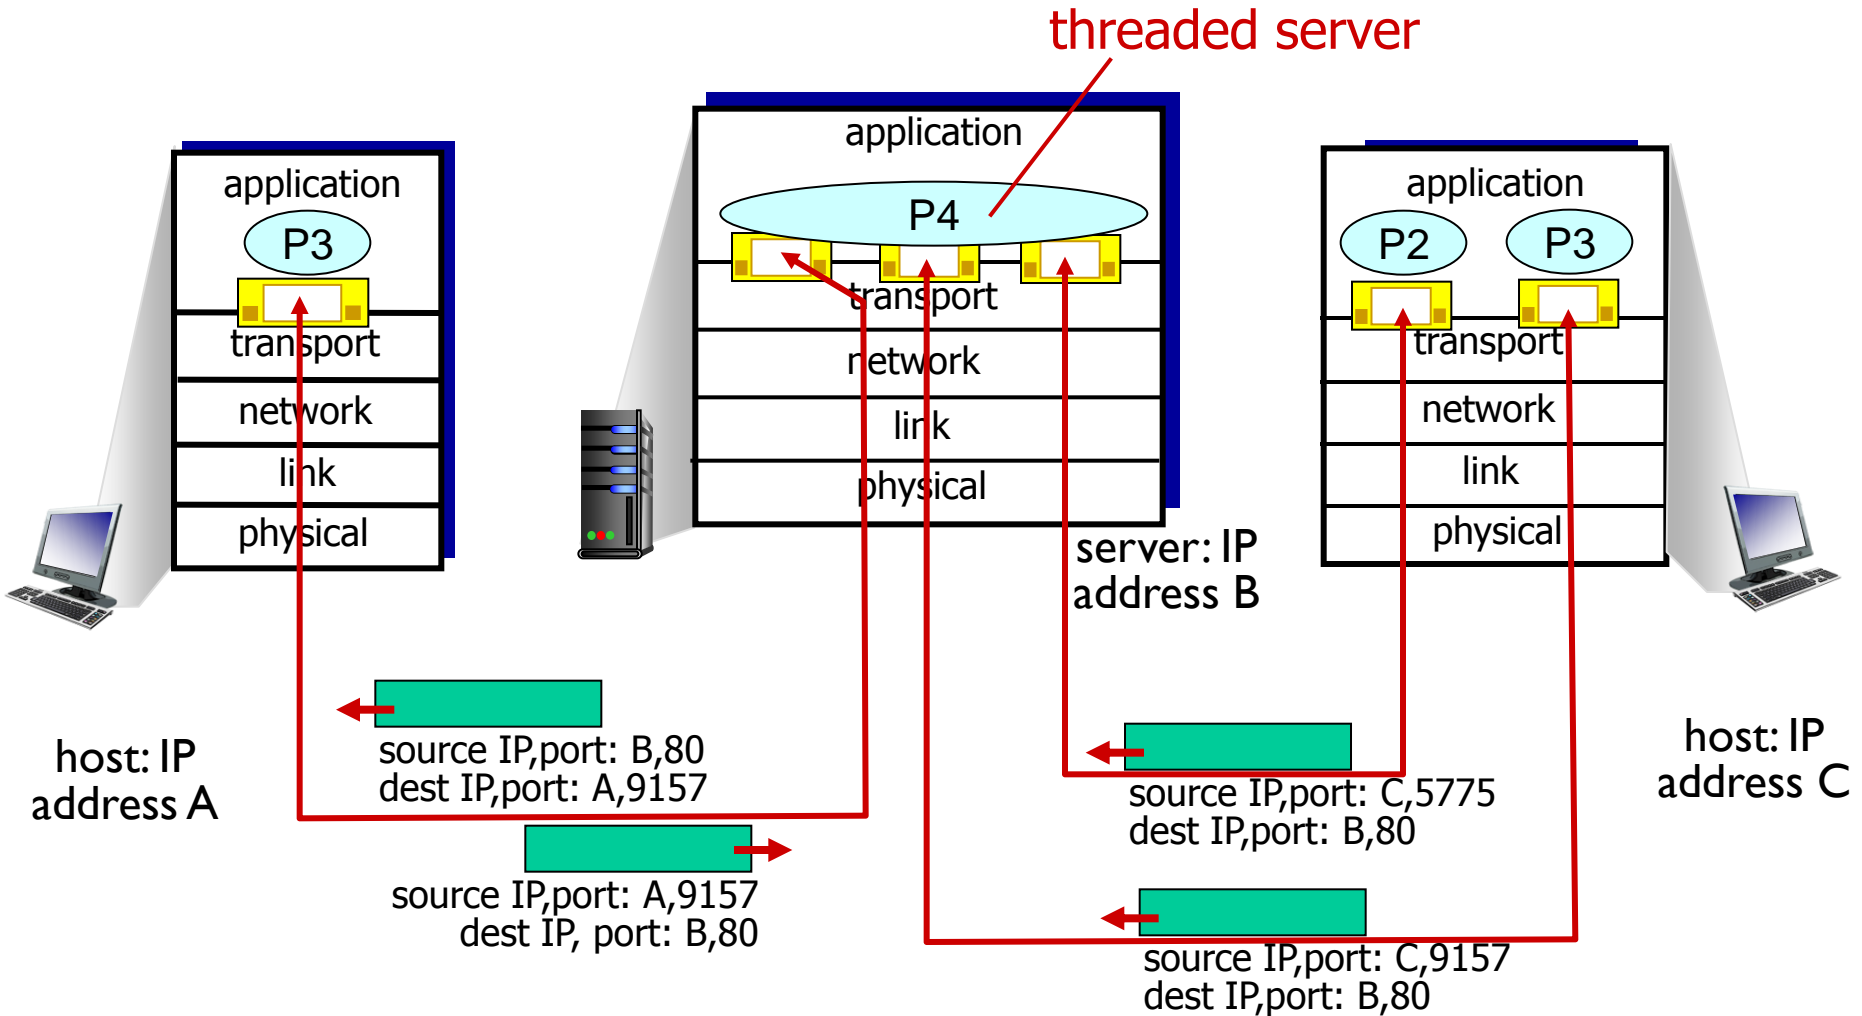 threaded server
application
P3
transport
network
link
physical
application
P4
transport
network
link
physical
application
P2
P3
transport
network
link
physical
server: IP
address B
host: IP
address A
source IP,port: B,80
dest IP,port: A,9157
source IP,port: A,9157
dest IP, port: B,80
source IP,port: C,5775
dest IP,port: B,80
source IP,port: C,9157
dest IP,port: B,80
host: IP
address C